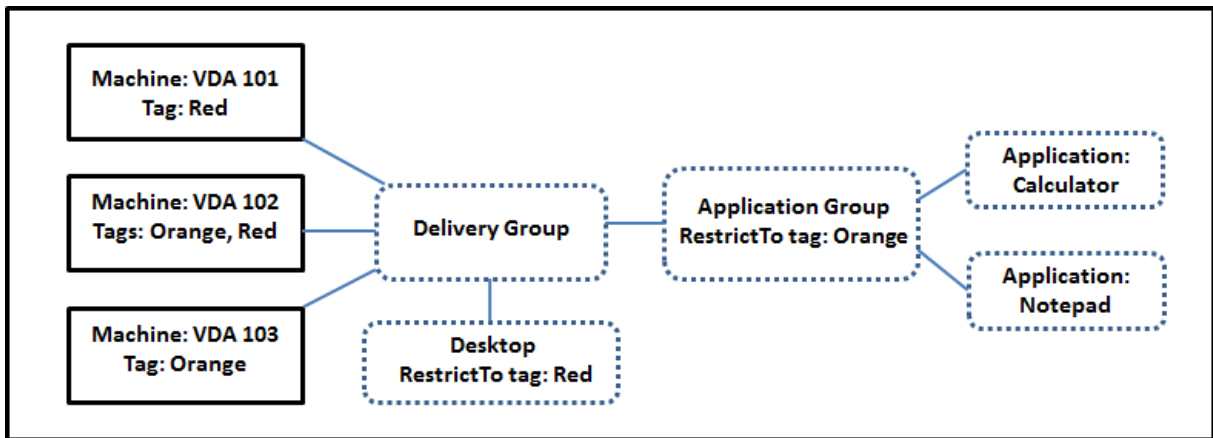 Machine: VDA 101
Tag: Red
Machine: VDA 102
Tags: Orange, Red
Machine: VDA 103
Tag: Orange
Delivery Group
Desktop
RestrictTo tag: Red
Application Group
RestrictTo tag: Orange
Application:
Calculator
Application:
Notepad